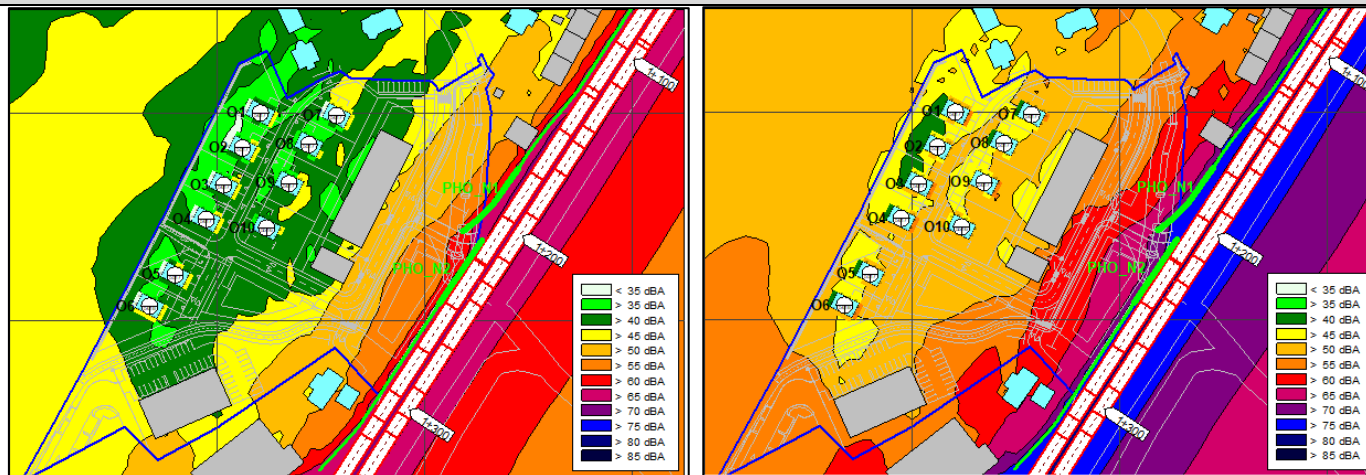 1+100
O1
O7
O2
O8
O3
O9
PHO_N1
O4
O10
1+200
PHO_N2
O5
O6
1+300
< 35 dBA
> 35 dBA
> 40 dBA
> 45 dBA
> 50 dBA
> 55 dBA
> 60 dBA
> 65 dBA
> 70 dBA
> 75 dBA
> 80 dBA
> 85 dBA
1+100
O1
O7
O2
O8
O3
O9
PHO_N1
O4
O10
1+200
PHO_N2
O5
O6
1+300
< 35 dBA
> 35 dBA
> 40 dBA
> 45 dBA
> 50 dBA
> 55 dBA
> 60 dBA
> 65 dBA
> 70 dBA
> 75 dBA
> 80 dBA
> 85 dBA